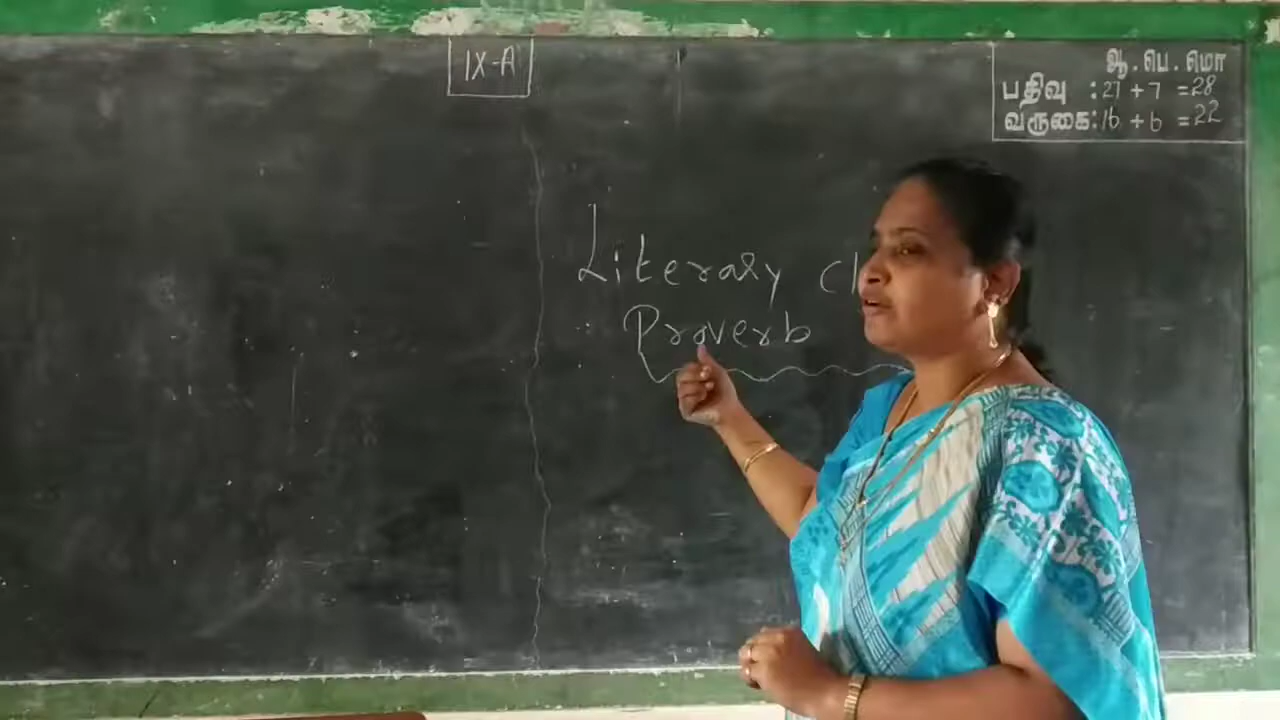 IX-A
ஆ.பெ.மொ
பதிவு : 21 + 7 = 28
வருகை: 16 + 6 = 22
Literary
Proverb